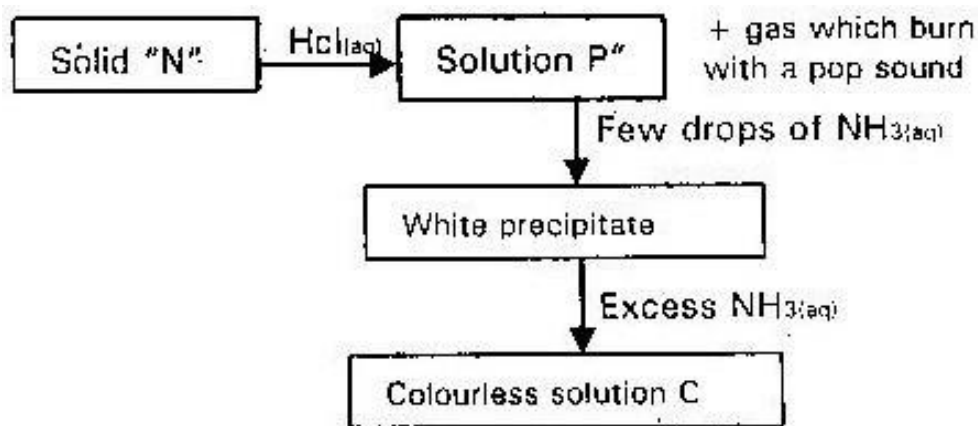 Solid "N"
Hcl(aq)
Solution P"
+ gas which burn
with a pop sound
Few drops of NH3(aq)
White precipitate
Excess NH3(aq)
Colourless solution C